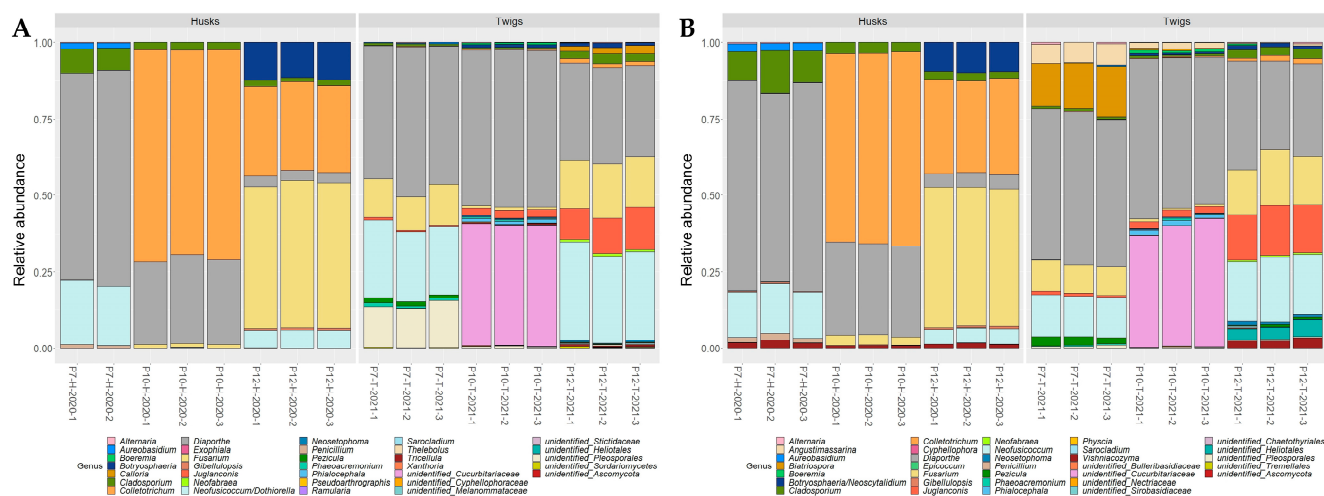 A
Husks
Twigs
Relative abundance
1.00
0.75
0.50
0.25
0.00
P7-H-2020-1
P7-H-2020-2
P10-H-2020-1
P10-H-2020-2
P10-H-2020-3
P12-H-2020-1
P12-H-2020-2
P12-H-2020-3
P7-T-2021-1
P7-T-2021-2
P7-T-2021-3
P10-T-2021-1
P10-T-2021-2
P10-T-2021-3
P12-T-2021-1
P12-T-2021-2
P12-T-2021-3
Genus
Alternaria
Aureobasidium
Boeremia
Botryosphaeria
Caloria
Cladosporium
Colletotrichum
Diaporthe
Exophiala
Fusarium
Gibellulopsis
Juglanconis
Neofabraea
Neofusicoccum/Dothiorella
Neosetophoma
Penicillium
Pezicula
Phaeoacremonium
Phialocephala
Pseudoarthrographis
Ramularia
Sarocladium
Thelebolus
Tricellula
Xanthoria
unidentified_Cucurbitariaceae
unidentified_Cyphellophoraceae
unidentified_Melanommataceae
unidentified_Stictidaceae
unidentified_Helotiales
unidentified_Pleosporales
unidentified_Sordariomycetes
unidentified_Ascomycota
B
Husks
Twigs
Relative abundance
1.00
0.75
0.50
0.25
0.00
P7-H-2020-1
P7-H-2020-2
P7-H-2020-3
P10-H-2020-1
P10-H-2020-2
P10-H-2020-3
P12-H-2020-1
P12-H-2020-2
P12-H-2020-3
P7-T-2021-1
P7-T-2021-2
P7-T-2021-3
P10-T-2021-1
P10-T-2021-2
P10-T-2021-3
P12-T-2021-1
P12-T-2021-2
P12-T-2021-3
Genus
Alternaria
Angustimassarina
Aureobasidium
Biatriospora
Boeremia
Botryosphaeria/Neoscytalidium
Cladosporium
Colletotrichum
Cyphellophora
Diaporthe
Epicoccum
Fusarium
Gibellulopsis
Juglanconis
Neofabraea
Neofusicoccum
Neosetophoma
Penicillium
Pezicula
Phaeoacremonium
Phialocephala
Physcia
Sarocladium
Vishniacozyma
unidentified_Bulleribasidiaceae
unidentified_Cucurbitariaceae
unidentified_Nectriaceae
unidentified_Sirobasidiaceae
unidentified_Chaetothyriales
unidentified_Helotiales
unidentified_Pleosporales
unidentified_Tremellales
unidentified_Ascomycota